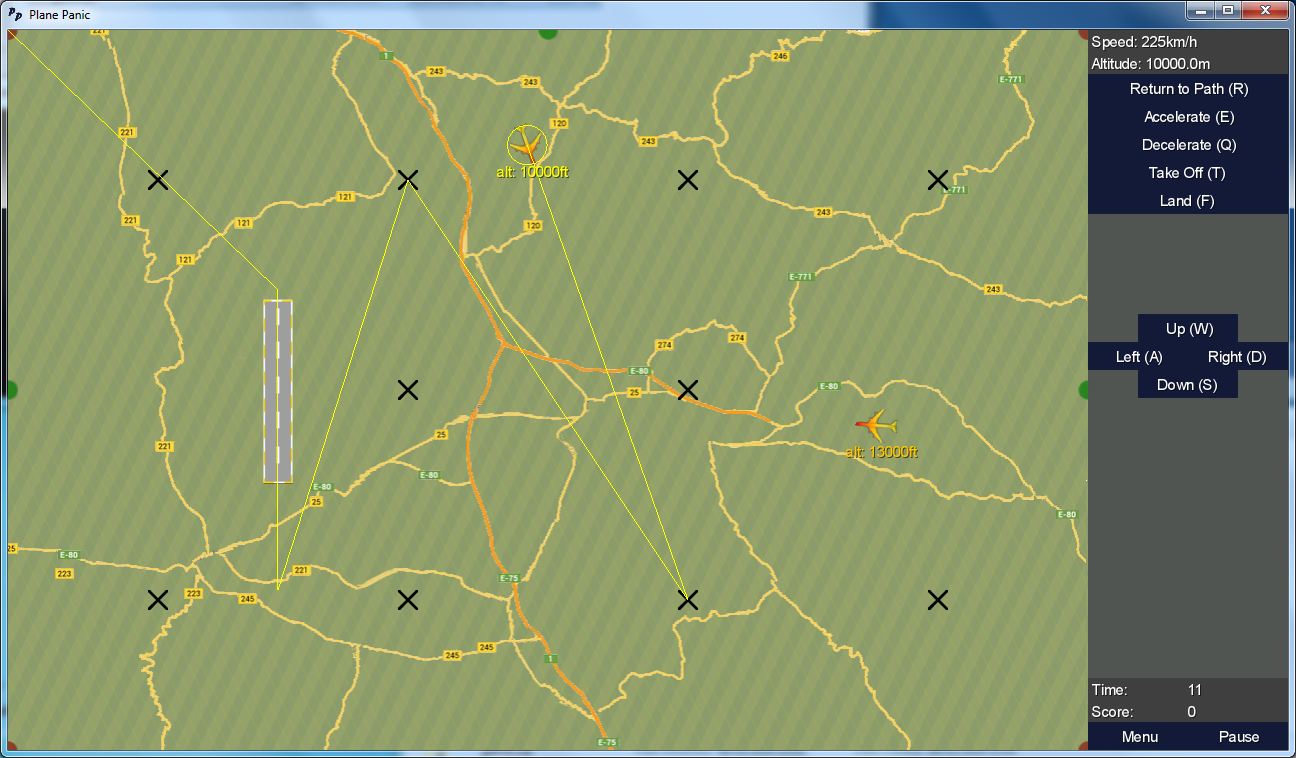 Plane Panic
Speed: 225km/h
Altitude: 10000.0m
Return to Path (R)
Accelerate (E)
Decelerate (Q)
Take Off (T)
Land (F)
Up (W)
Left (A) Right (D)
Down (S)
Time: 11
Score: 0
Menu Pause
221
1
246
243
243
E-771
120
221
243
alt: 10000ft
E-771
121
243
221
121
120
121
E-771
243
274
274
E-80
E-80
25
25
221
alt: 13000ft
E-80
E-80
25
E-80
25
E-80
223
221
E-75
223
245
245
245
1
E-75